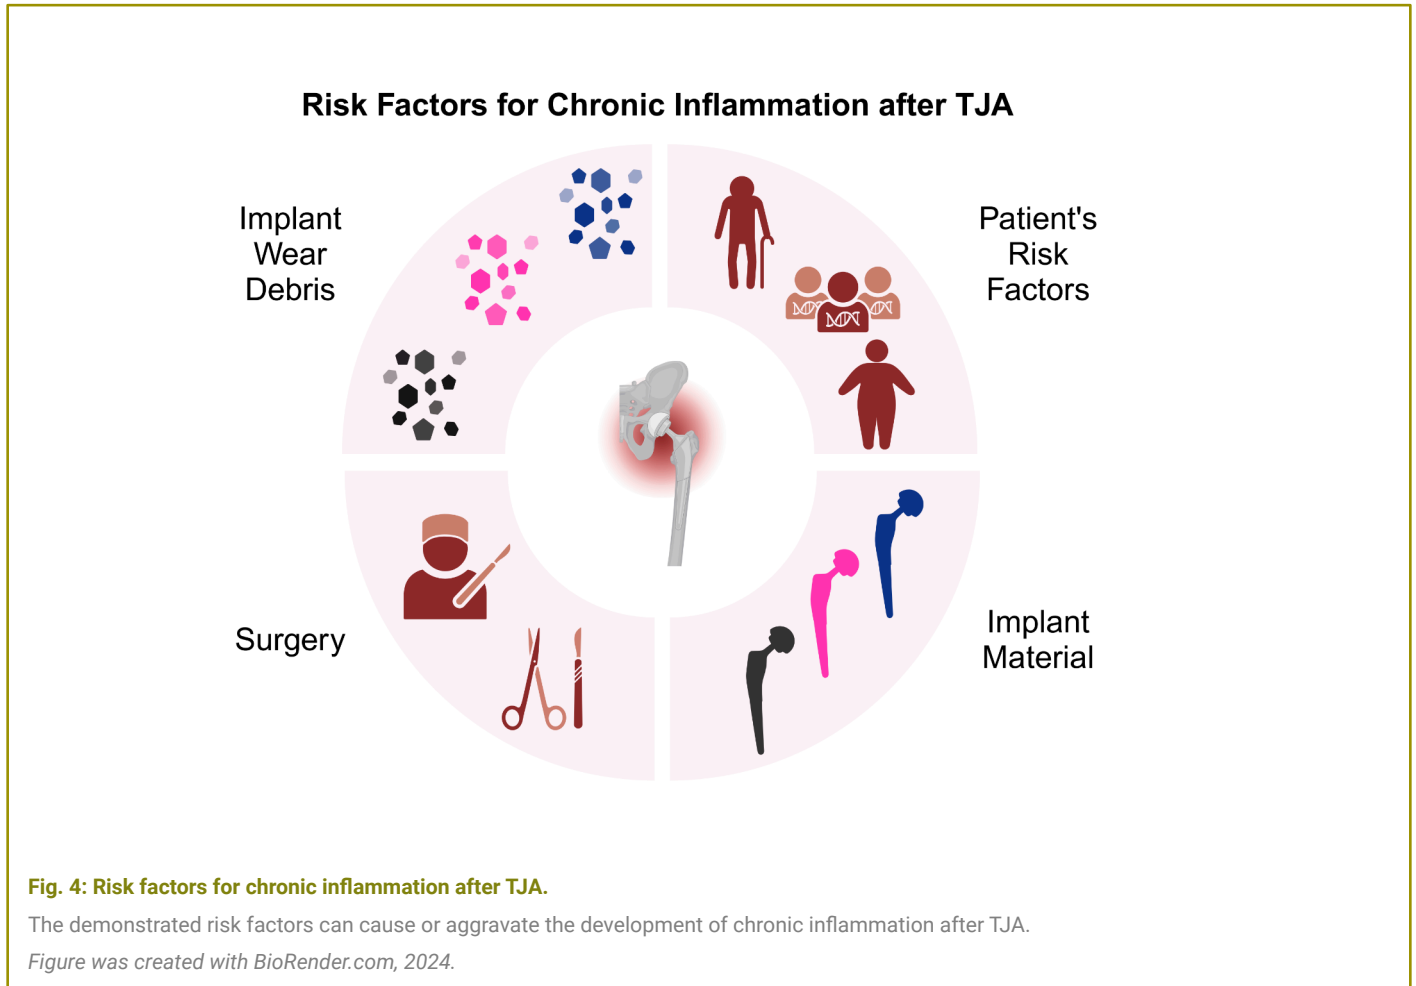 Risk Factors for Chronic Inflammation after TJA
Implant
Wear
Debris
Patient's
Risk
Factors
Surgery
Implant
Material
Fig. 4: Risk factors for chronic inflammation after TJA.
The demonstrated risk factors can cause or aggravate the development of chronic inflammation after TJA.
Figure was created with BioRender.com, 2024.